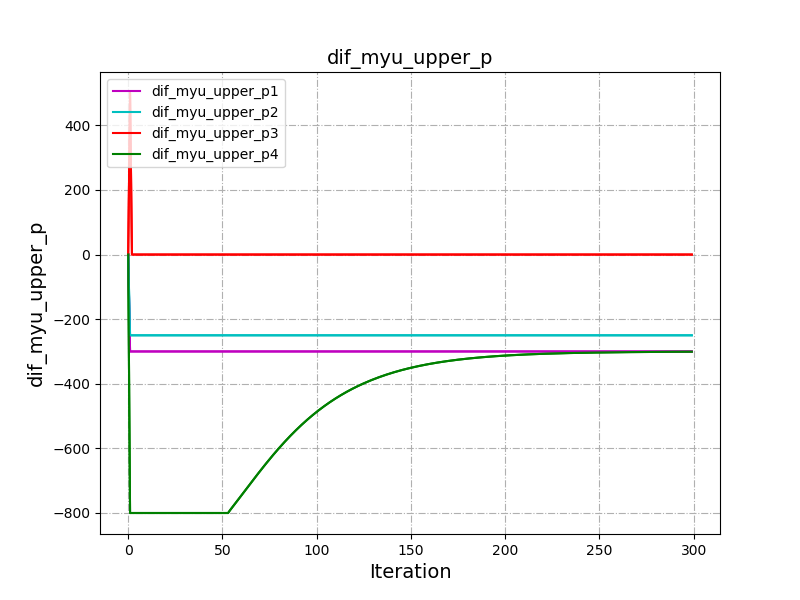 dif_myu_upper_p
dif_myu_upper_p1
dif_myu_upper_p2
dif_myu_upper_p3
dif_myu_upper_p4
dif_myu_upper_p
400
200
0
−200
−400
−600
−800
0 50 100 150 200 250 300
Iteration